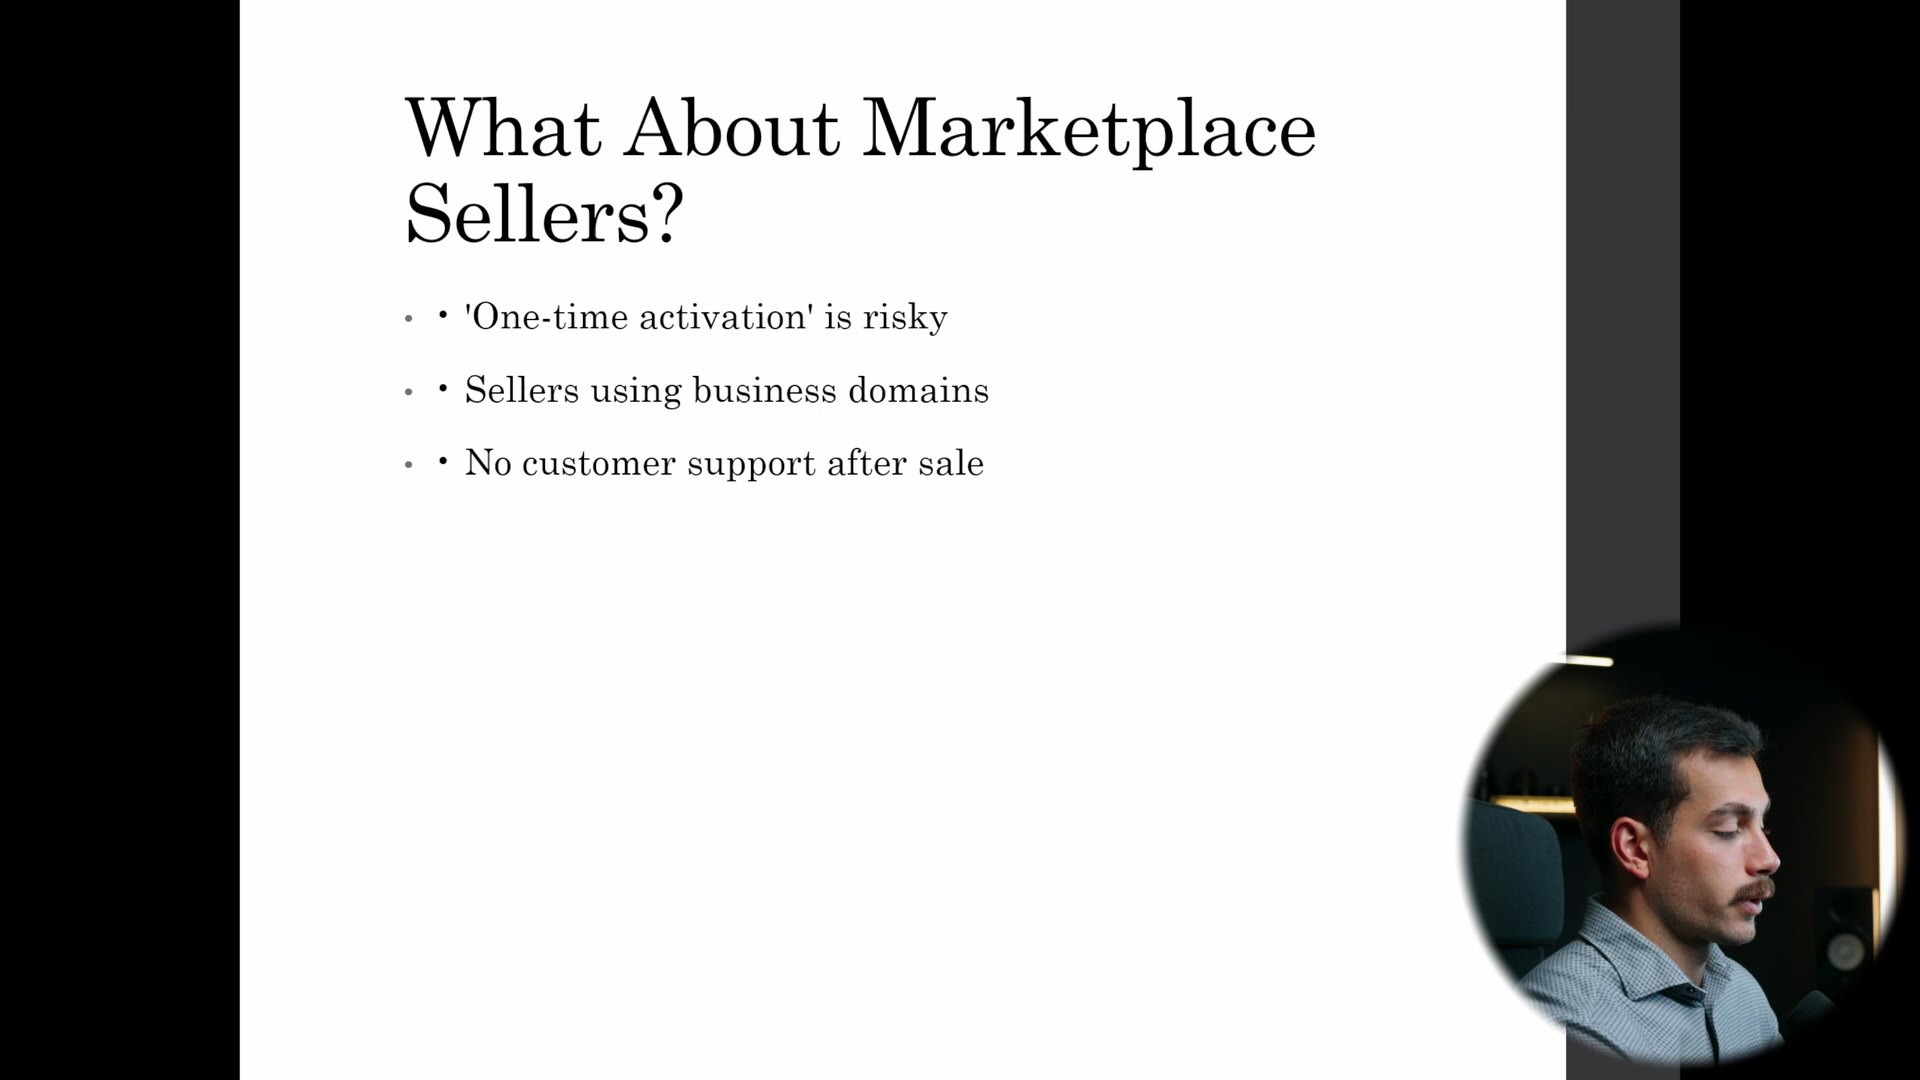 What About Marketplace
Sellers?
• • 'One-time activation' is risky
• • Sellers using business domains
• • No customer support after sale